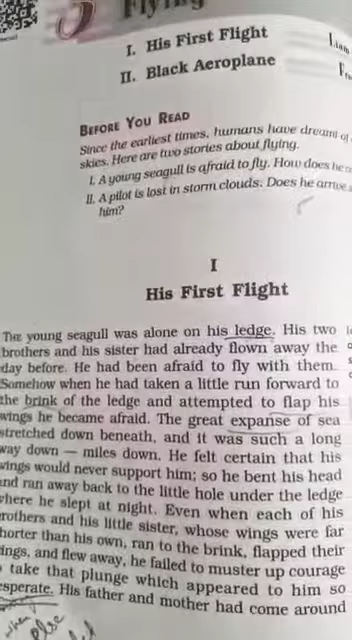 Flying
I. His First Flight
II. Black Aeroplane
BEFORE YOU READ
Since the earliest times, humans have dreamt of
skies. Here are two stories about flying.
I. A young seagull is afraid to fly. How does he
II. A pilot is lost in storm clouds. Does he arrive
him?
I
His First Flight
THE young seagull was alone on his ledge. His two
brothers and his sister had already flown away the
day before. He had been afraid to fly with them.
Somehow when he had taken a little run forward to
the brink of the ledge and attempted to flap his
wings he became afraid. The great expanse of sea
stretched down beneath, and it was such a long
way down — miles down. He felt certain that his
wings would never support him; so he bent his head
and ran away back to the little hole under the ledge
where he slept at night. Even when each of his
brothers and his little sister, whose wings were far
shorter than his own, ran to the brink, flapped their
wings, and flew away, he failed to muster up courage
take that plunge which appeared to him so
desperate. His father and mother had come around
else